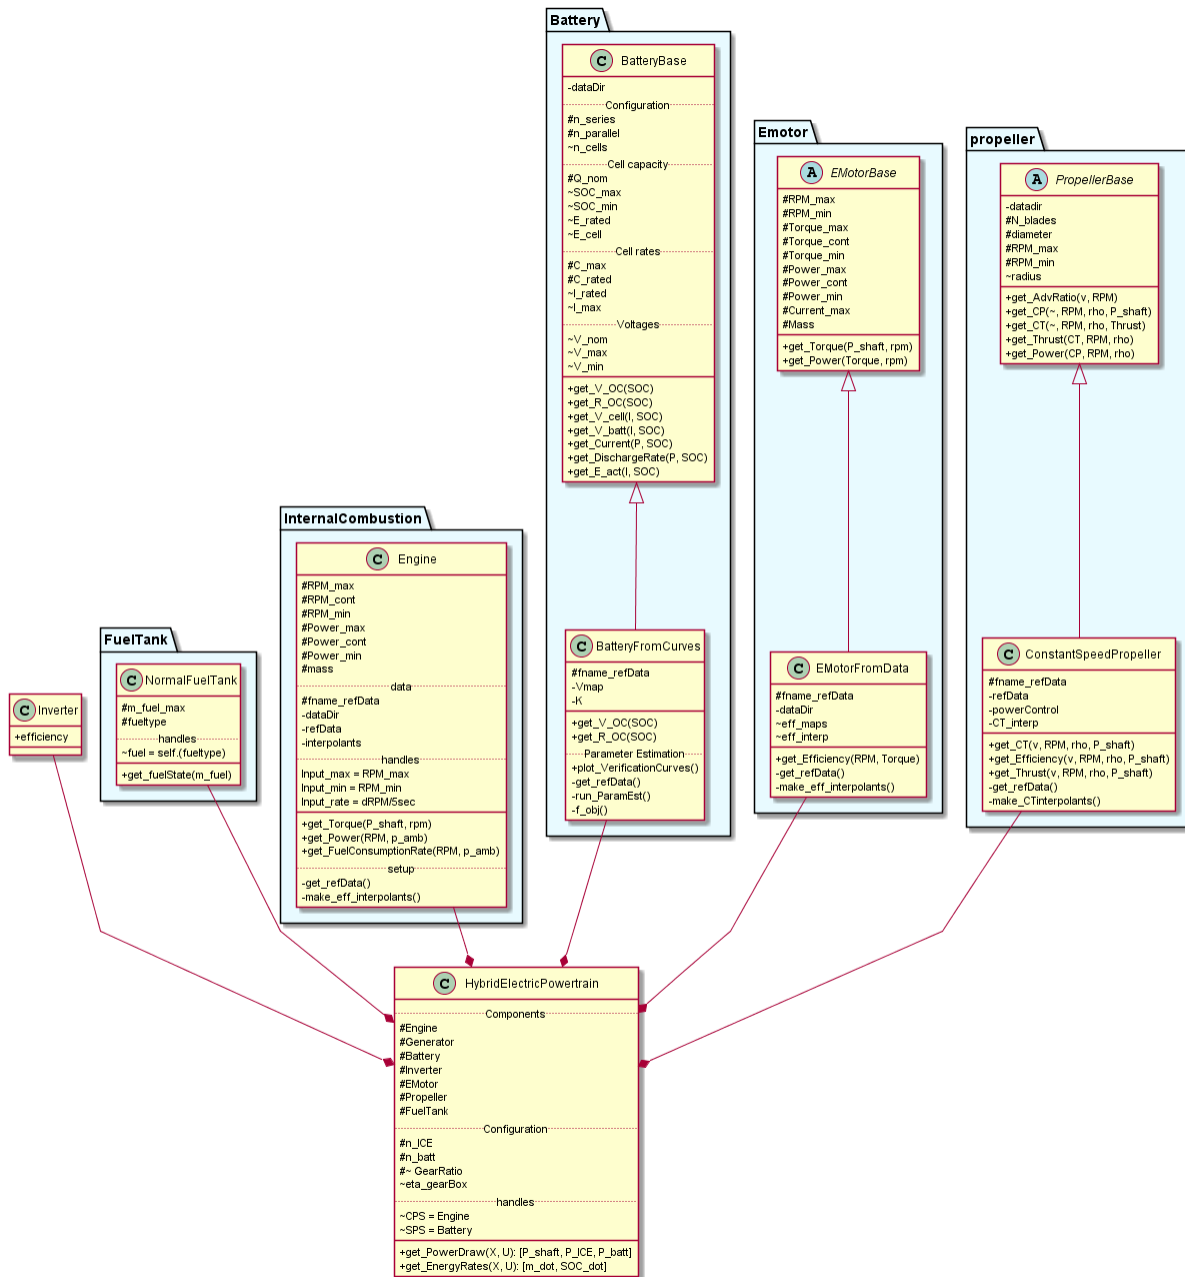 Battery
C BatteryBase
-dataDir
Configuration
#n_series
#n_parallel
~n_cells
Cell capacity
#Q_nom
~SOC_max
~SOC_min
~E_rated
~E_cell
Cell rates
#C_max
#C_rated
~I_rated
~I_max
Voltages
~V_nom
~V_max
~V_min
+get_V_OC(SOC)
+get_R_OC(SOC)
+get_V_cell(I, SOC)
+get_V_batt(I, SOC)
+get_Current(P, SOC)
+get_DischargeRate(P, SOC)
+get_E_act(I, SOC)
Emotor
A EMotorBase
#RPM_max
#RPM_min
#Torque_max
#Torque_cont
#Torque_min
#Power_max
#Power_cont
#Power_min
#Current_max
#Mass
+get_Torque(P_shaft, rpm)
+get_Power(Torque, rpm)
propeller
A PropellerBase
-datadir
#N_blades
#diameter
#RPM_max
#RPM_min
~radius
+get_AdvRatio(v, RPM)
+get_CP(~, RPM, rho, P_shaft)
+get_CT(~, RPM, rho, Thrust)
+get_Thrust(CT, RPM, rho)
+get_Power(CP, RPM, rho)
InternalCombustion
C Engine
#RPM_max
#RPM_cont
#RPM_min
#Power_max
#Power_cont
#Power_min
#mass
data
#fname_refData
-dataDir
-refData
-interpolants
handles
Input_max = RPM_max
Input_min = RPM_min
Input_rate = dRPM/5sec
+get_Torque(P_shaft, rpm)
+get_Power(RPM, p_amb)
+get_FuelConsumptionRate(RPM, p_amb)
setup
-get_refData()
-make_eff_interpolants()
FuelTank
C NormalFuelTank
#m_fuel_max
#fueltype
handles
~fuel = self.(fueltype)
+get_fuelState(m_fuel)
C Inverter
+efficiency
C BatteryFromCurves
#fname_refData
-Vmap
-K
+get_V_OC(SOC)
+get_R_OC(SOC)
Parameter Estimation
+plot_VerificationCurves()
-get_refData()
-run_ParamEst()
-f_obj()
C EMotorFromData
#fname_refData
-dataDir
~eff_maps
~eff_interp
+get_Efficiency(RPM, Torque)
-get_refData()
-make_eff_interpolants()
C ConstantSpeedPropeller
#fname_refData
-refData
-powerControl
-CT_interp
+get_CT(v, RPM, rho, P_shaft)
+get_Efficiency(v, RPM, rho, P_shaft)
+get_Thrust(v, RPM, rho, P_shaft)
-get_refData()
-make_CTinterpolants()
C HybridElectricPowertrain
Components
#Engine
#Generator
#Battery
#Inverter
#EMotor
#Propeller
#FuelTank
Configuration
#n_ICE
#n_batt
#~ GearRatio
~eta_gearBox
handles
~CPS = Engine
~SPS = Battery
+get_PowerDraw(X, U): [P_shaft, P_ICE, P_batt]
+get_EnergyRates(X, U): [m_dot, SOC_dot]